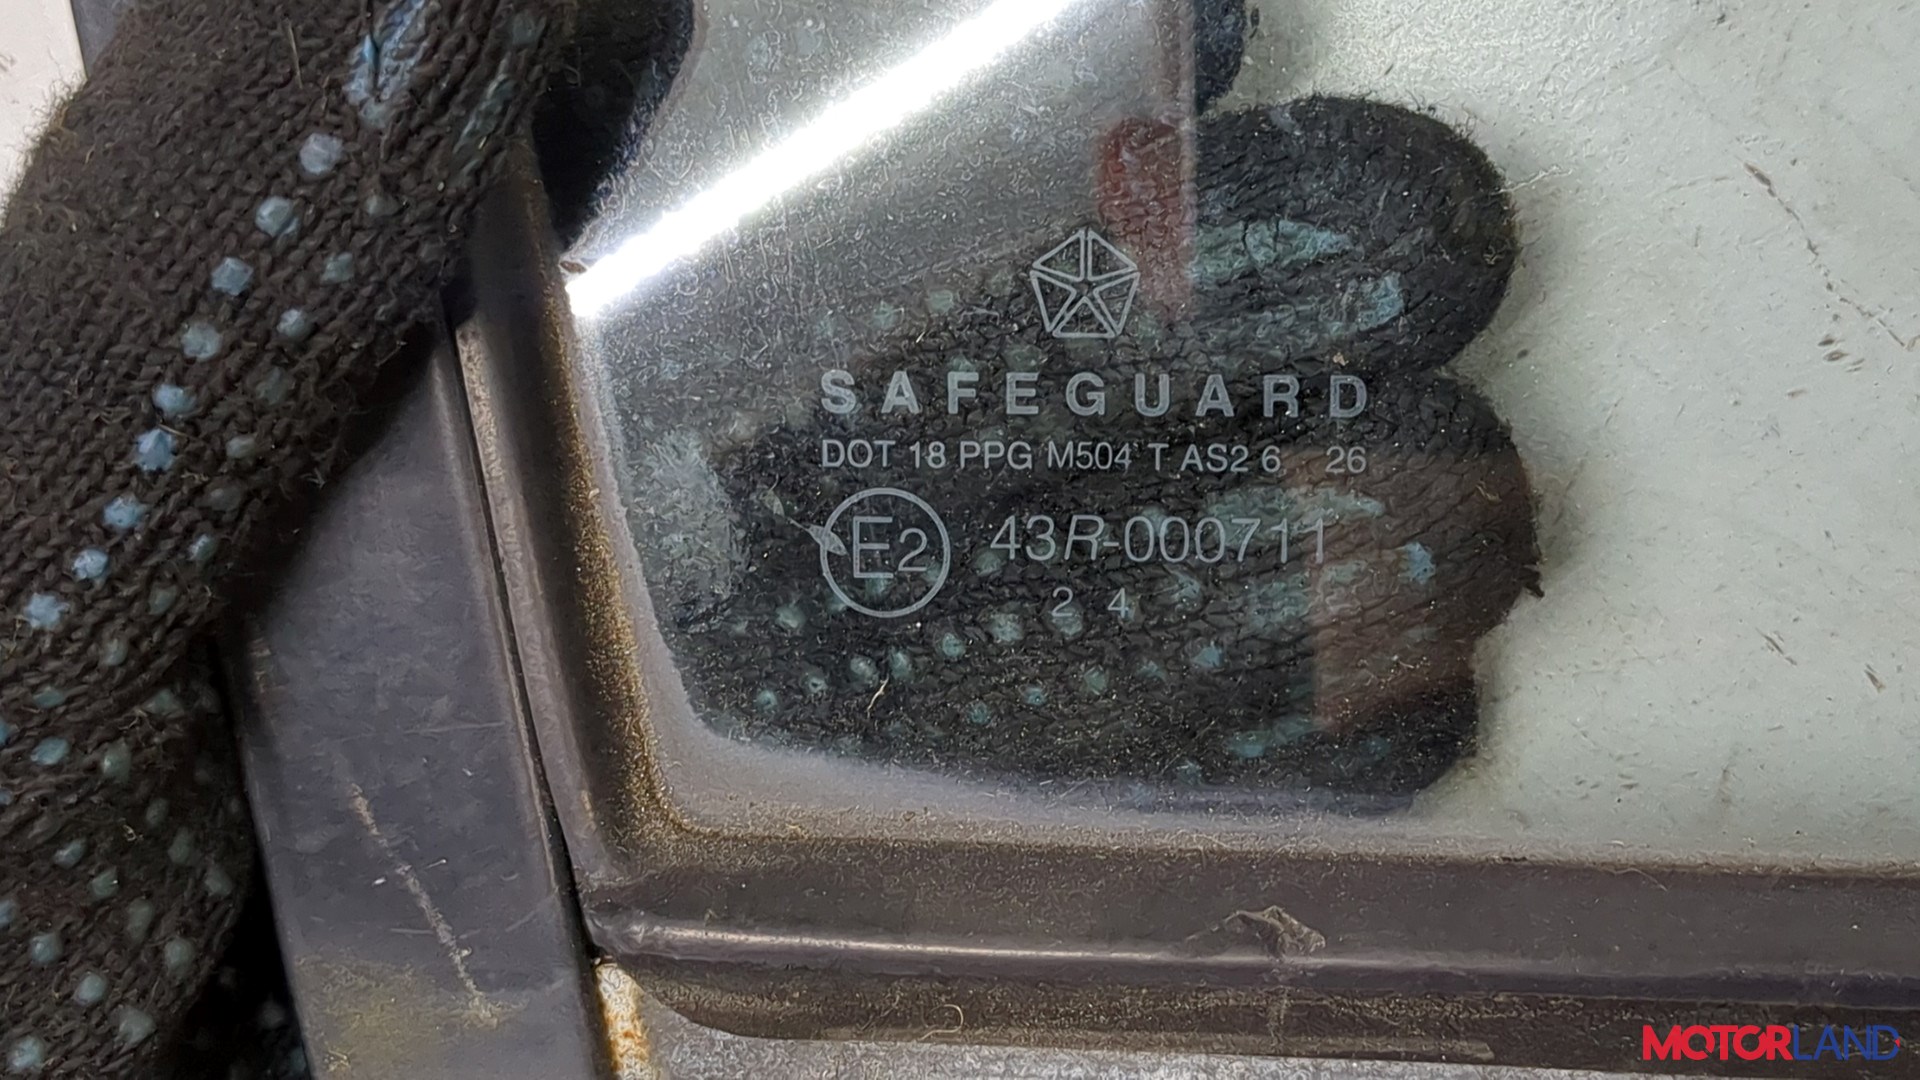 SAFEGUARD
DOT 18 PPG M504 T AS2 6 26
E2 43R-000711
2 4
MOTORLAND